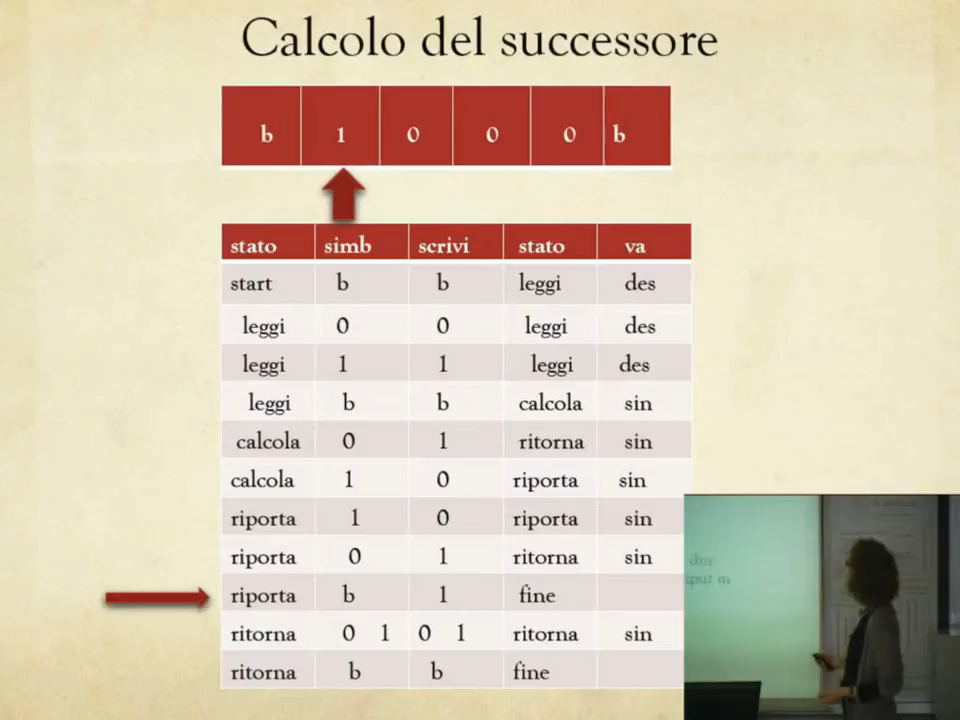 Calcolo del successore
b 1 0 0 0 b
stato simb scrivi stato va
start b b leggi des
leggi 0 0 leggi des
leggi 1 1 leggi des
leggi b b calcola sin
calcola 0 1 ritorna sin
calcola 1 0 riporta sin
riporta 1 0 riporta sin
riporta 0 1 ritorna sin
riporta b 1 fine
ritorna 0 1 0 1 ritorna sin
ritorna b b fine